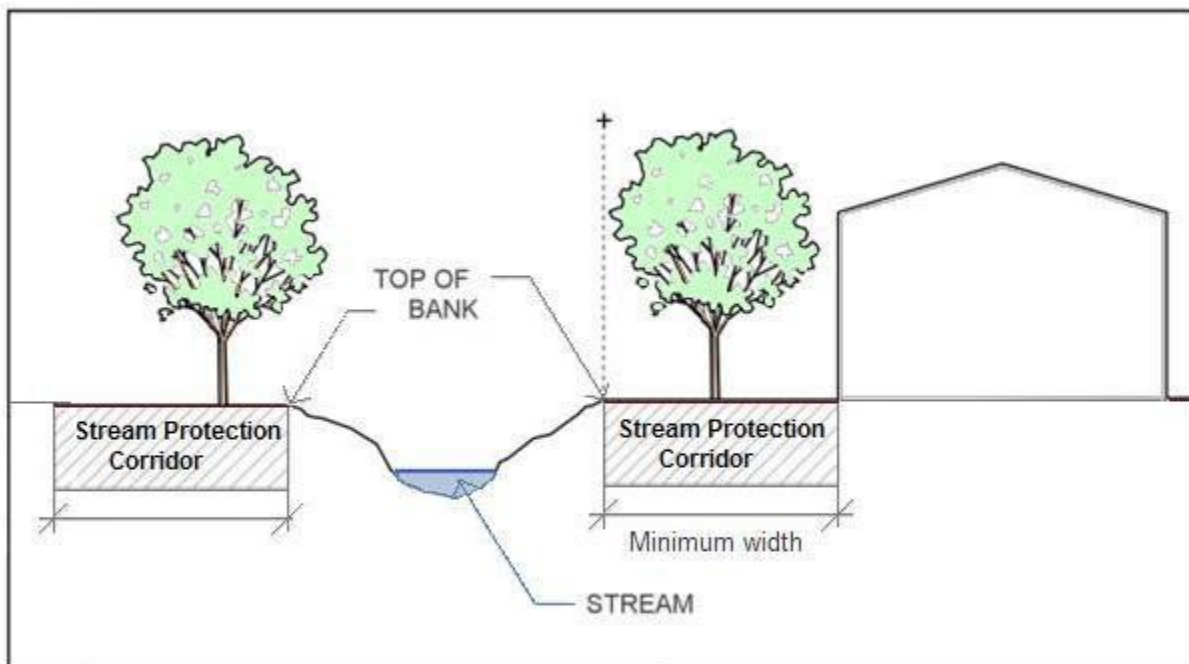 TOP OF
BANK
Stream Protection
Corridor
Stream Protection
Corridor
Minimum width
STREAM